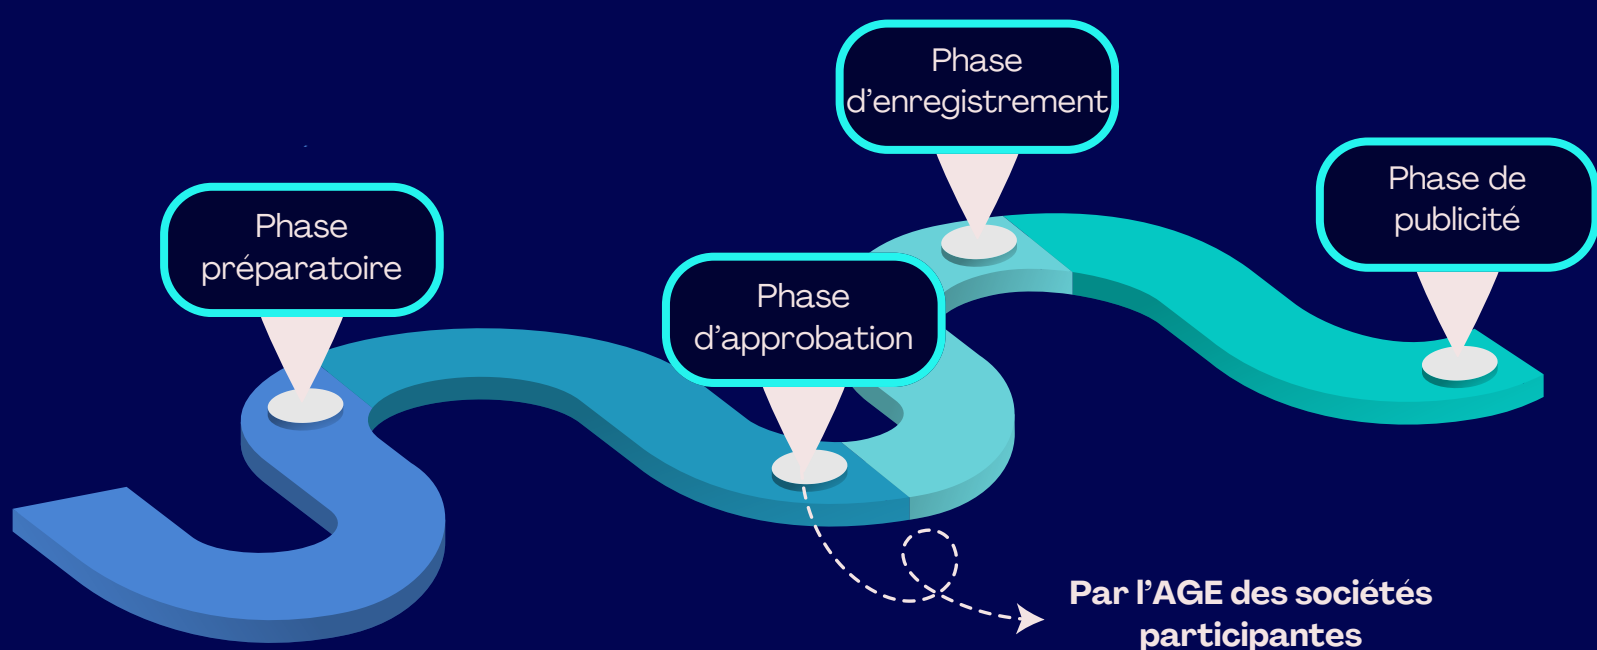 Phase
préparatoire
Phase
d’approbation
Phase
d’enregistrement
Phase de
publicité
Par l’AGE des sociétés
participantes